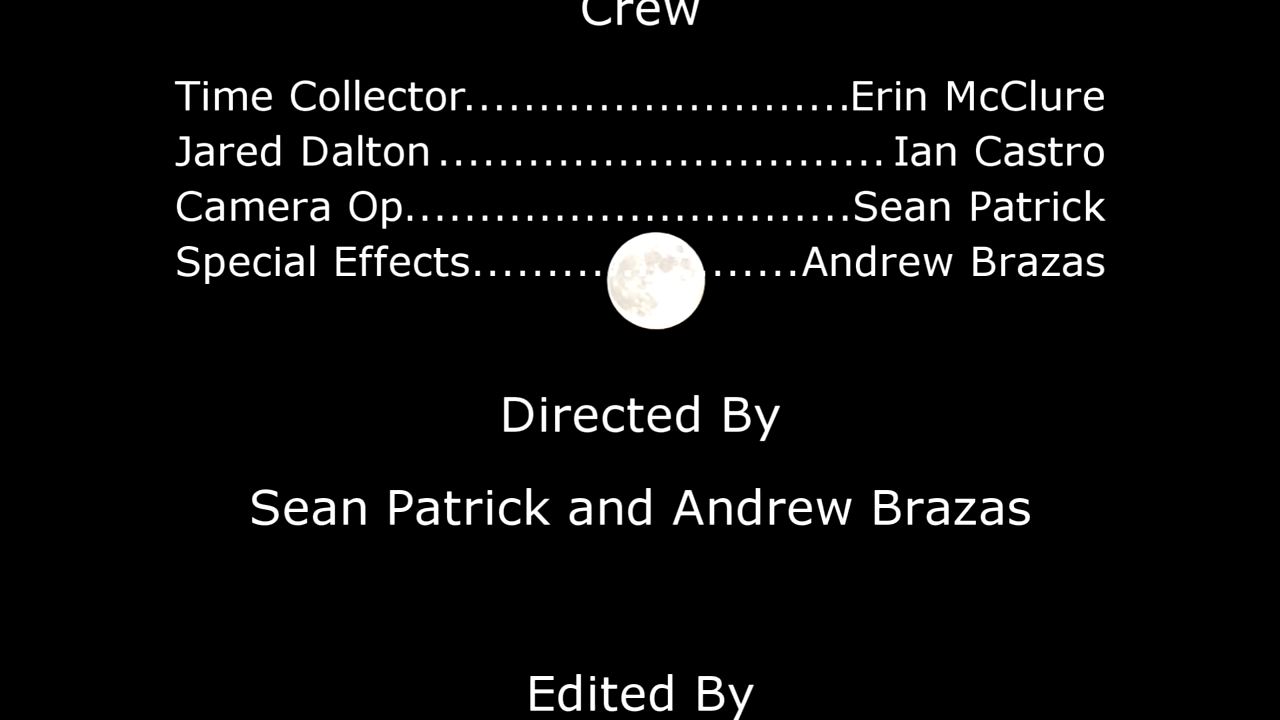 Crew
Time Collector.........................Erin McClure
Jared Dalton.............................. Ian Castro
Camera Op..............................Sean Patrick
Special Effects......................Andrew Brazas
Directed By
Sean Patrick and Andrew Brazas
Edited By